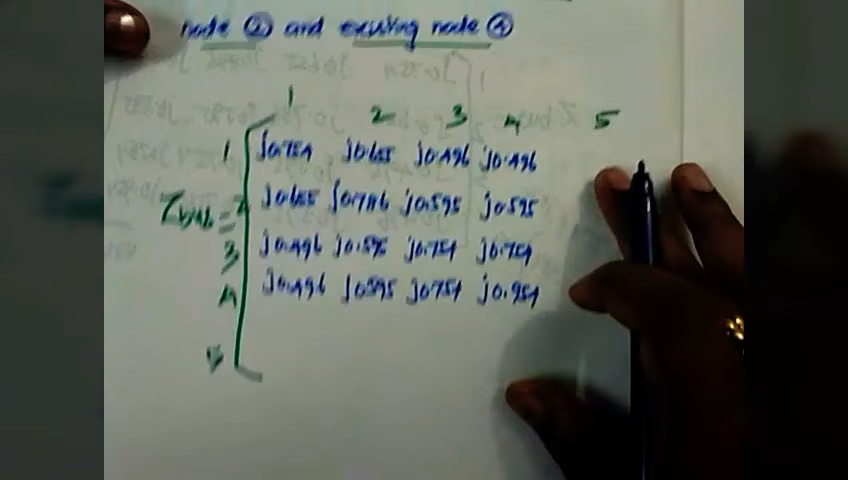 node ② and existing node ④
1 2 3 4 5
1 j0.754 j0.655 j0.496 j0.496
Zbus = 2 j0.655 j0.786 j0.595 j0.595
3 j0.496 j0.595 j0.754 j0.754
4 j0.496 j0.595 j0.754 j0.954
5